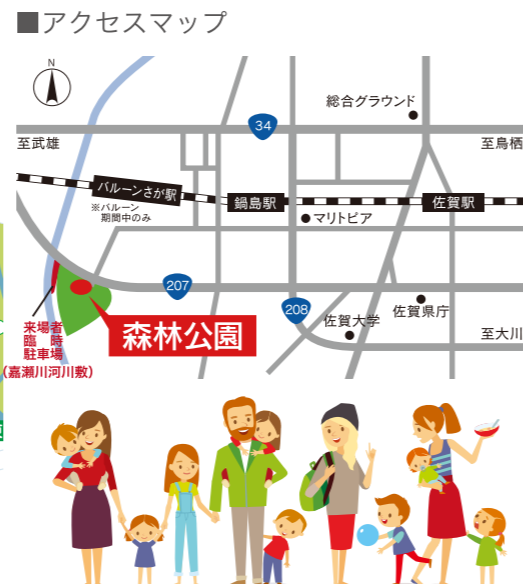 ■アクセスマップ
N
総合グラウンド
34
至武雄
至鳥栖
バルーンさが駅
※バルーン
期間中のみ
鍋島駅
佐賀駅
マリトピア
207
208
佐賀県庁
佐賀大学
至大川
森林公園
来場者
臨時
駐車場
(嘉瀬川河川敷)